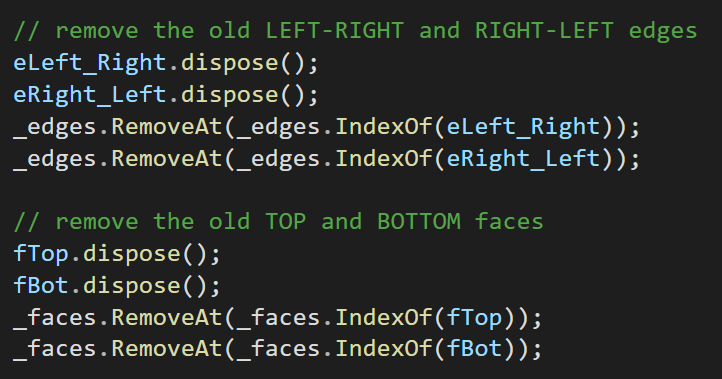 // remove the old LEFT-RIGHT and RIGHT-LEFT edges
eLeft_Right.dispose();
eRight_Left.dispose();
_edges.RemoveAt(_edges.IndexOf(eLeft_Right));
_edges.RemoveAt(_edges.IndexOf(eRight_Left));

// remove the old TOP and BOTTOM faces
fTop.dispose();
fBot.dispose();
_faces.RemoveAt(_faces.IndexOf(fTop));
_faces.RemoveAt(_faces.IndexOf(fBot));